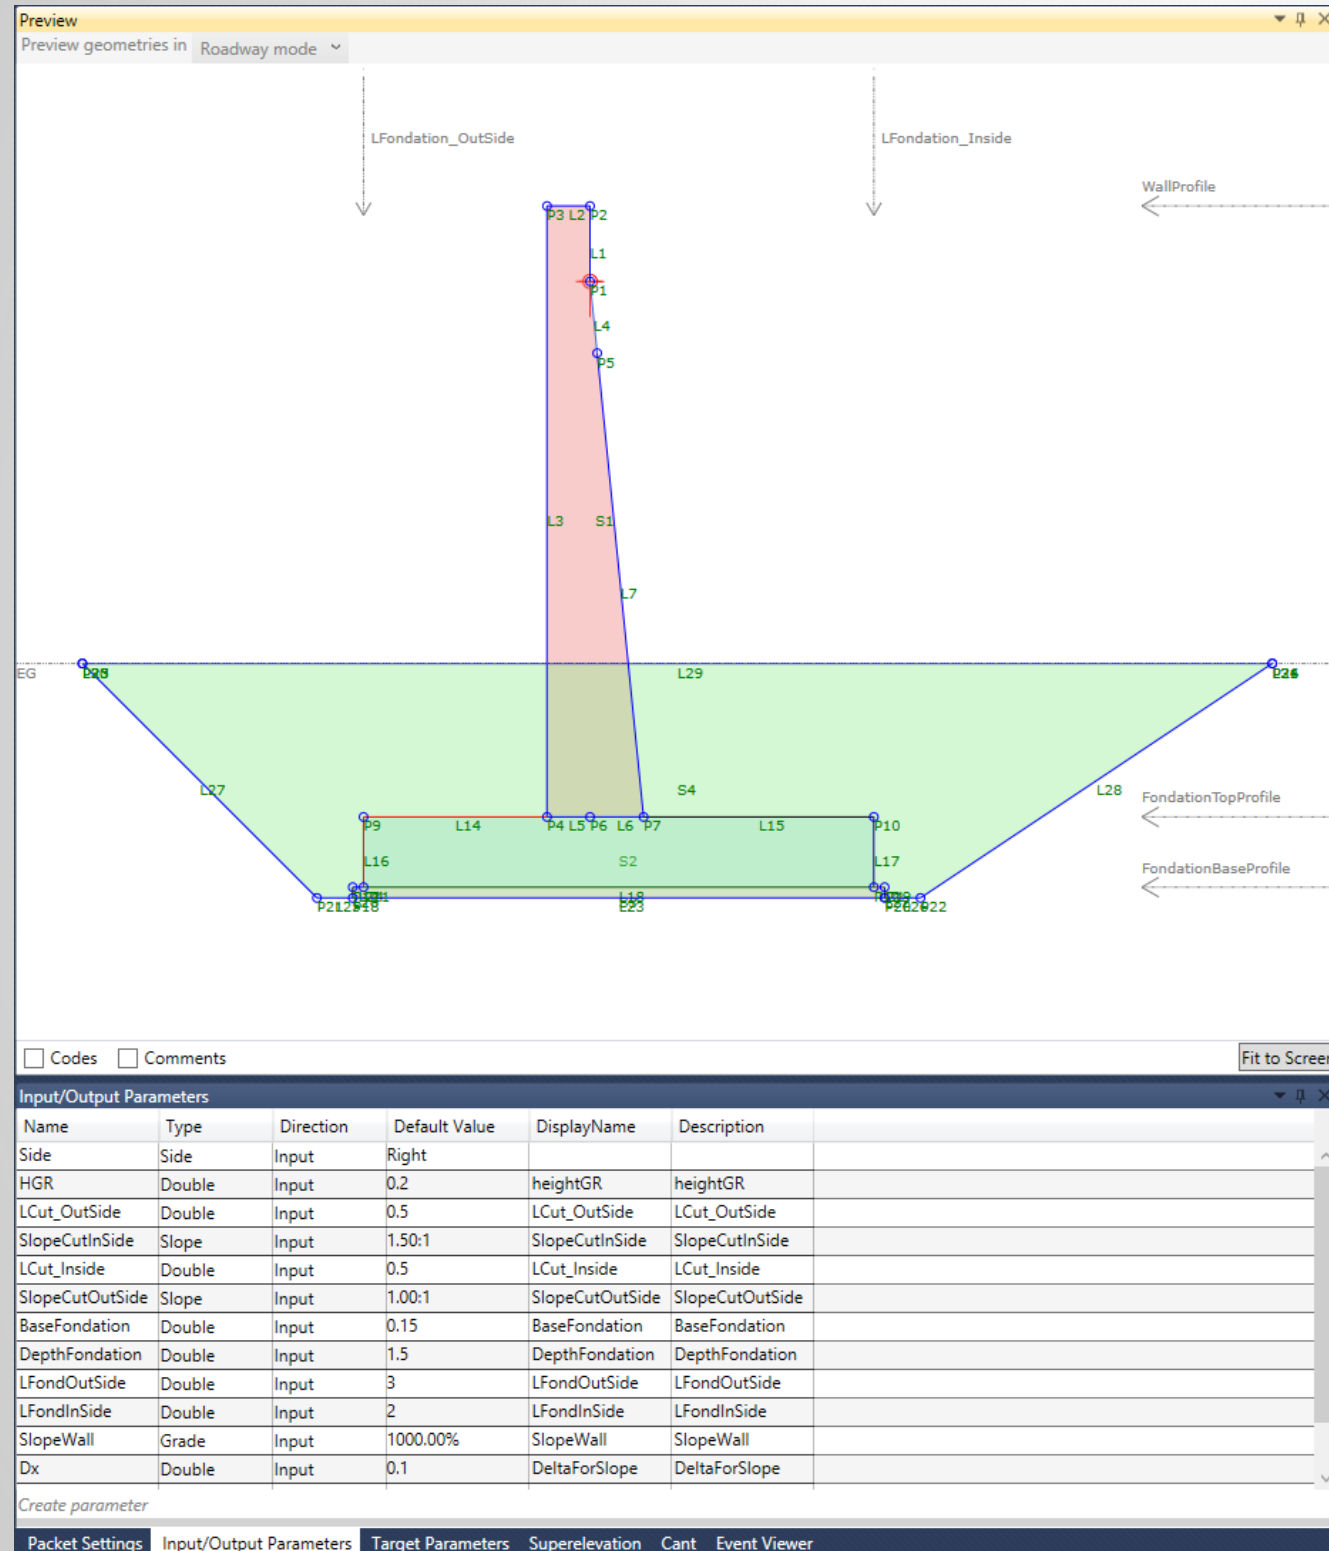 Preview
Preview geometries in Roadway mode
LFondation_OutSide LFondation_Inside
WallProfile
P3 L2 P2
L1
P1
L4
P5
L3 S1
L7
EG L29
L27 S4 L28 FondationTopProfile
P9 L14 P4 L5 P6 L6 P7 L15 P10
L16 S2 L17
FondationBaseProfile
P21 P22
Codes Comments Fit to Screen
Input/Output Parameters
Name Type Direction Default Value DisplayName Description
Side Side Input Right
HGR Double Input 0.2 heightGR heightGR
LCut_OutSide Double Input 0.5 LCut_OutSide LCut_OutSide
SlopeCutInSide Slope Input 1.50:1 SlopeCutInSide SlopeCutInSide
LCut_Inside Double Input 0.5 LCut_Inside LCut_Inside
SlopeCutOutSide Slope Input 1.00:1 SlopeCutOutSide SlopeCutOutSide
BaseFondation Double Input 0.15 BaseFondation BaseFondation
DepthFondation Double Input 1.5 DepthFondation DepthFondation
LFondOutSide Double Input 3 LFondOutSide LFondOutSide
LFondInSide Double Input 2 LFondInSide LFondInSide
SlopeWall Grade Input 1000.00% SlopeWall SlopeWall
Dx Double Input 0.1 DeltaForSlope DeltaForSlope
Create parameter
Packet Settings Input/Output Parameters Target Parameters Superelevation Cant Event Viewer